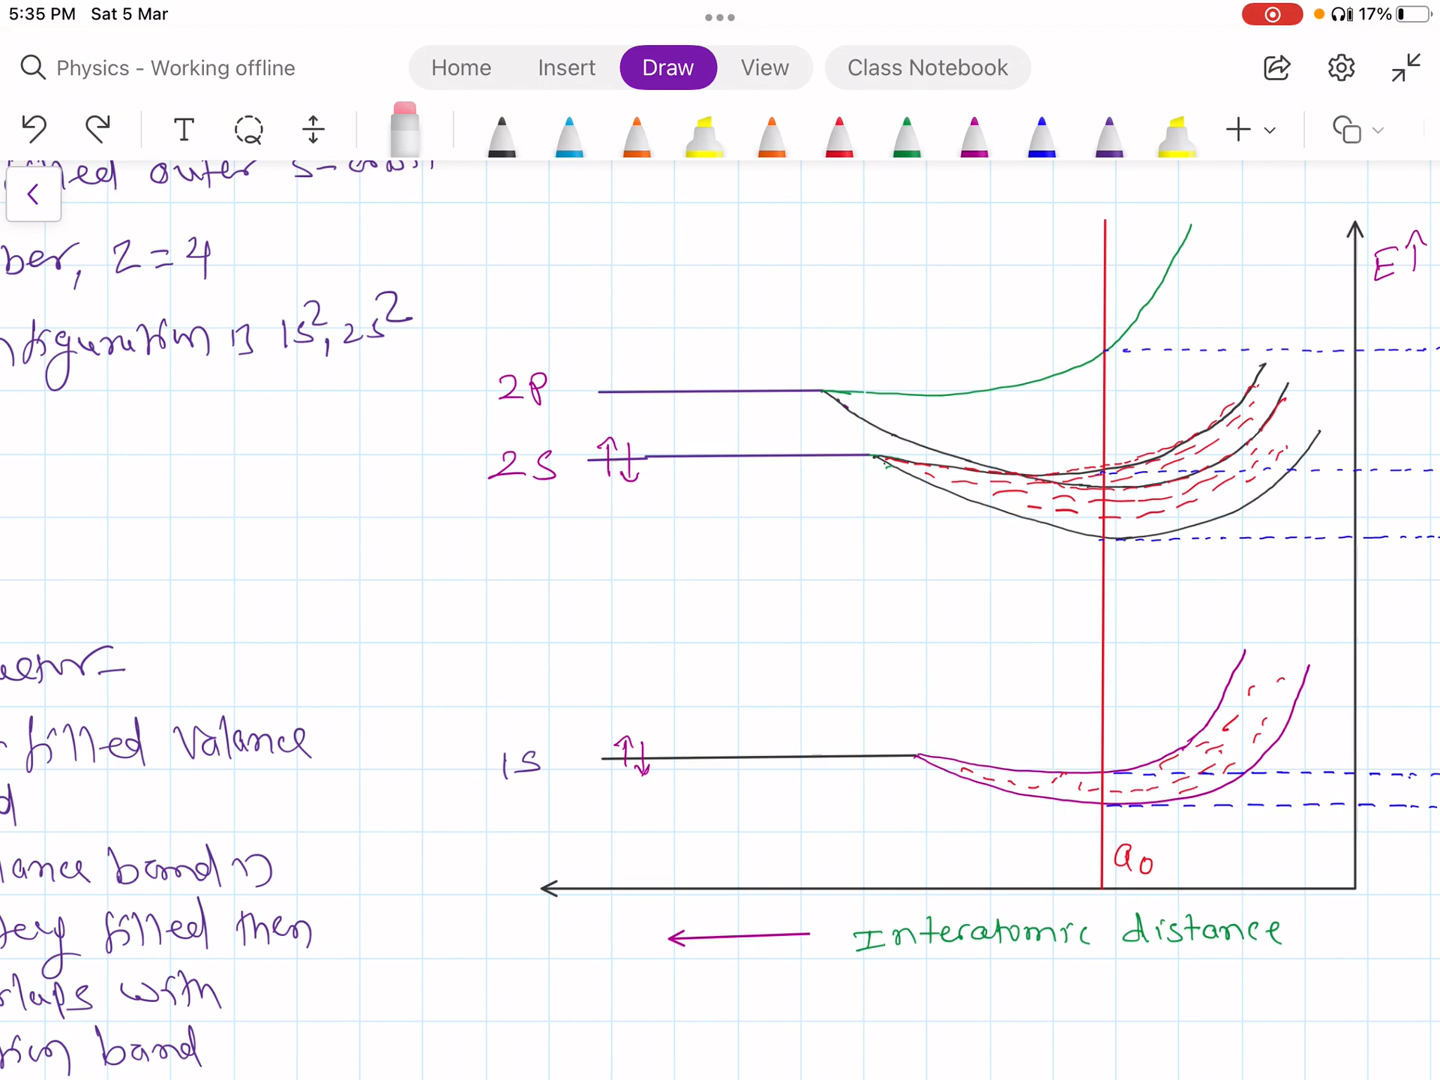 5:35 PM Sat 5 Mar
17%
Physics - Working offline
Home Insert Draw View Class Notebook
T
outer
ber, Z = 4
nfiguration is 1s², 2s²
filled Valance
d
lance band is
tely filled then
rlaps with
band
E↑
2P
2S ↑↓
1S ↑↓
a₀
Interatomic distance